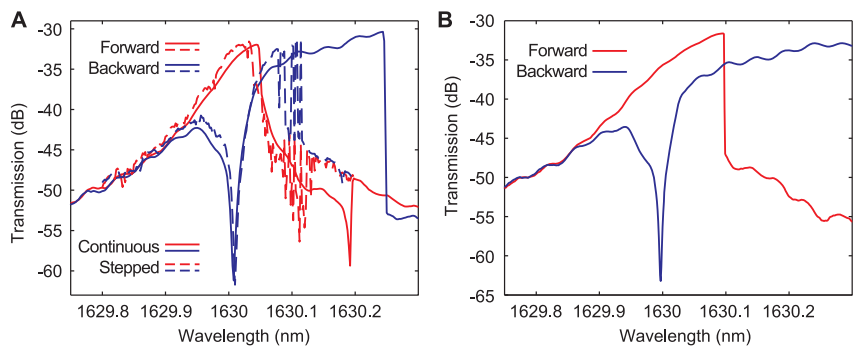 A
Forward
Backward
Continuous
Stepped
-30
-35
-40
-45
-50
-55
-60
Transmission (dB)
1629.8 1629.9 1630 1630.1 1630.2
Wavelength (nm)
B
Forward
Backward
-30
-35
-40
-45
-50
-55
-60
-65
Transmission (dB)
1629.8 1629.9 1630 1630.1 1630.2
Wavelength (nm)